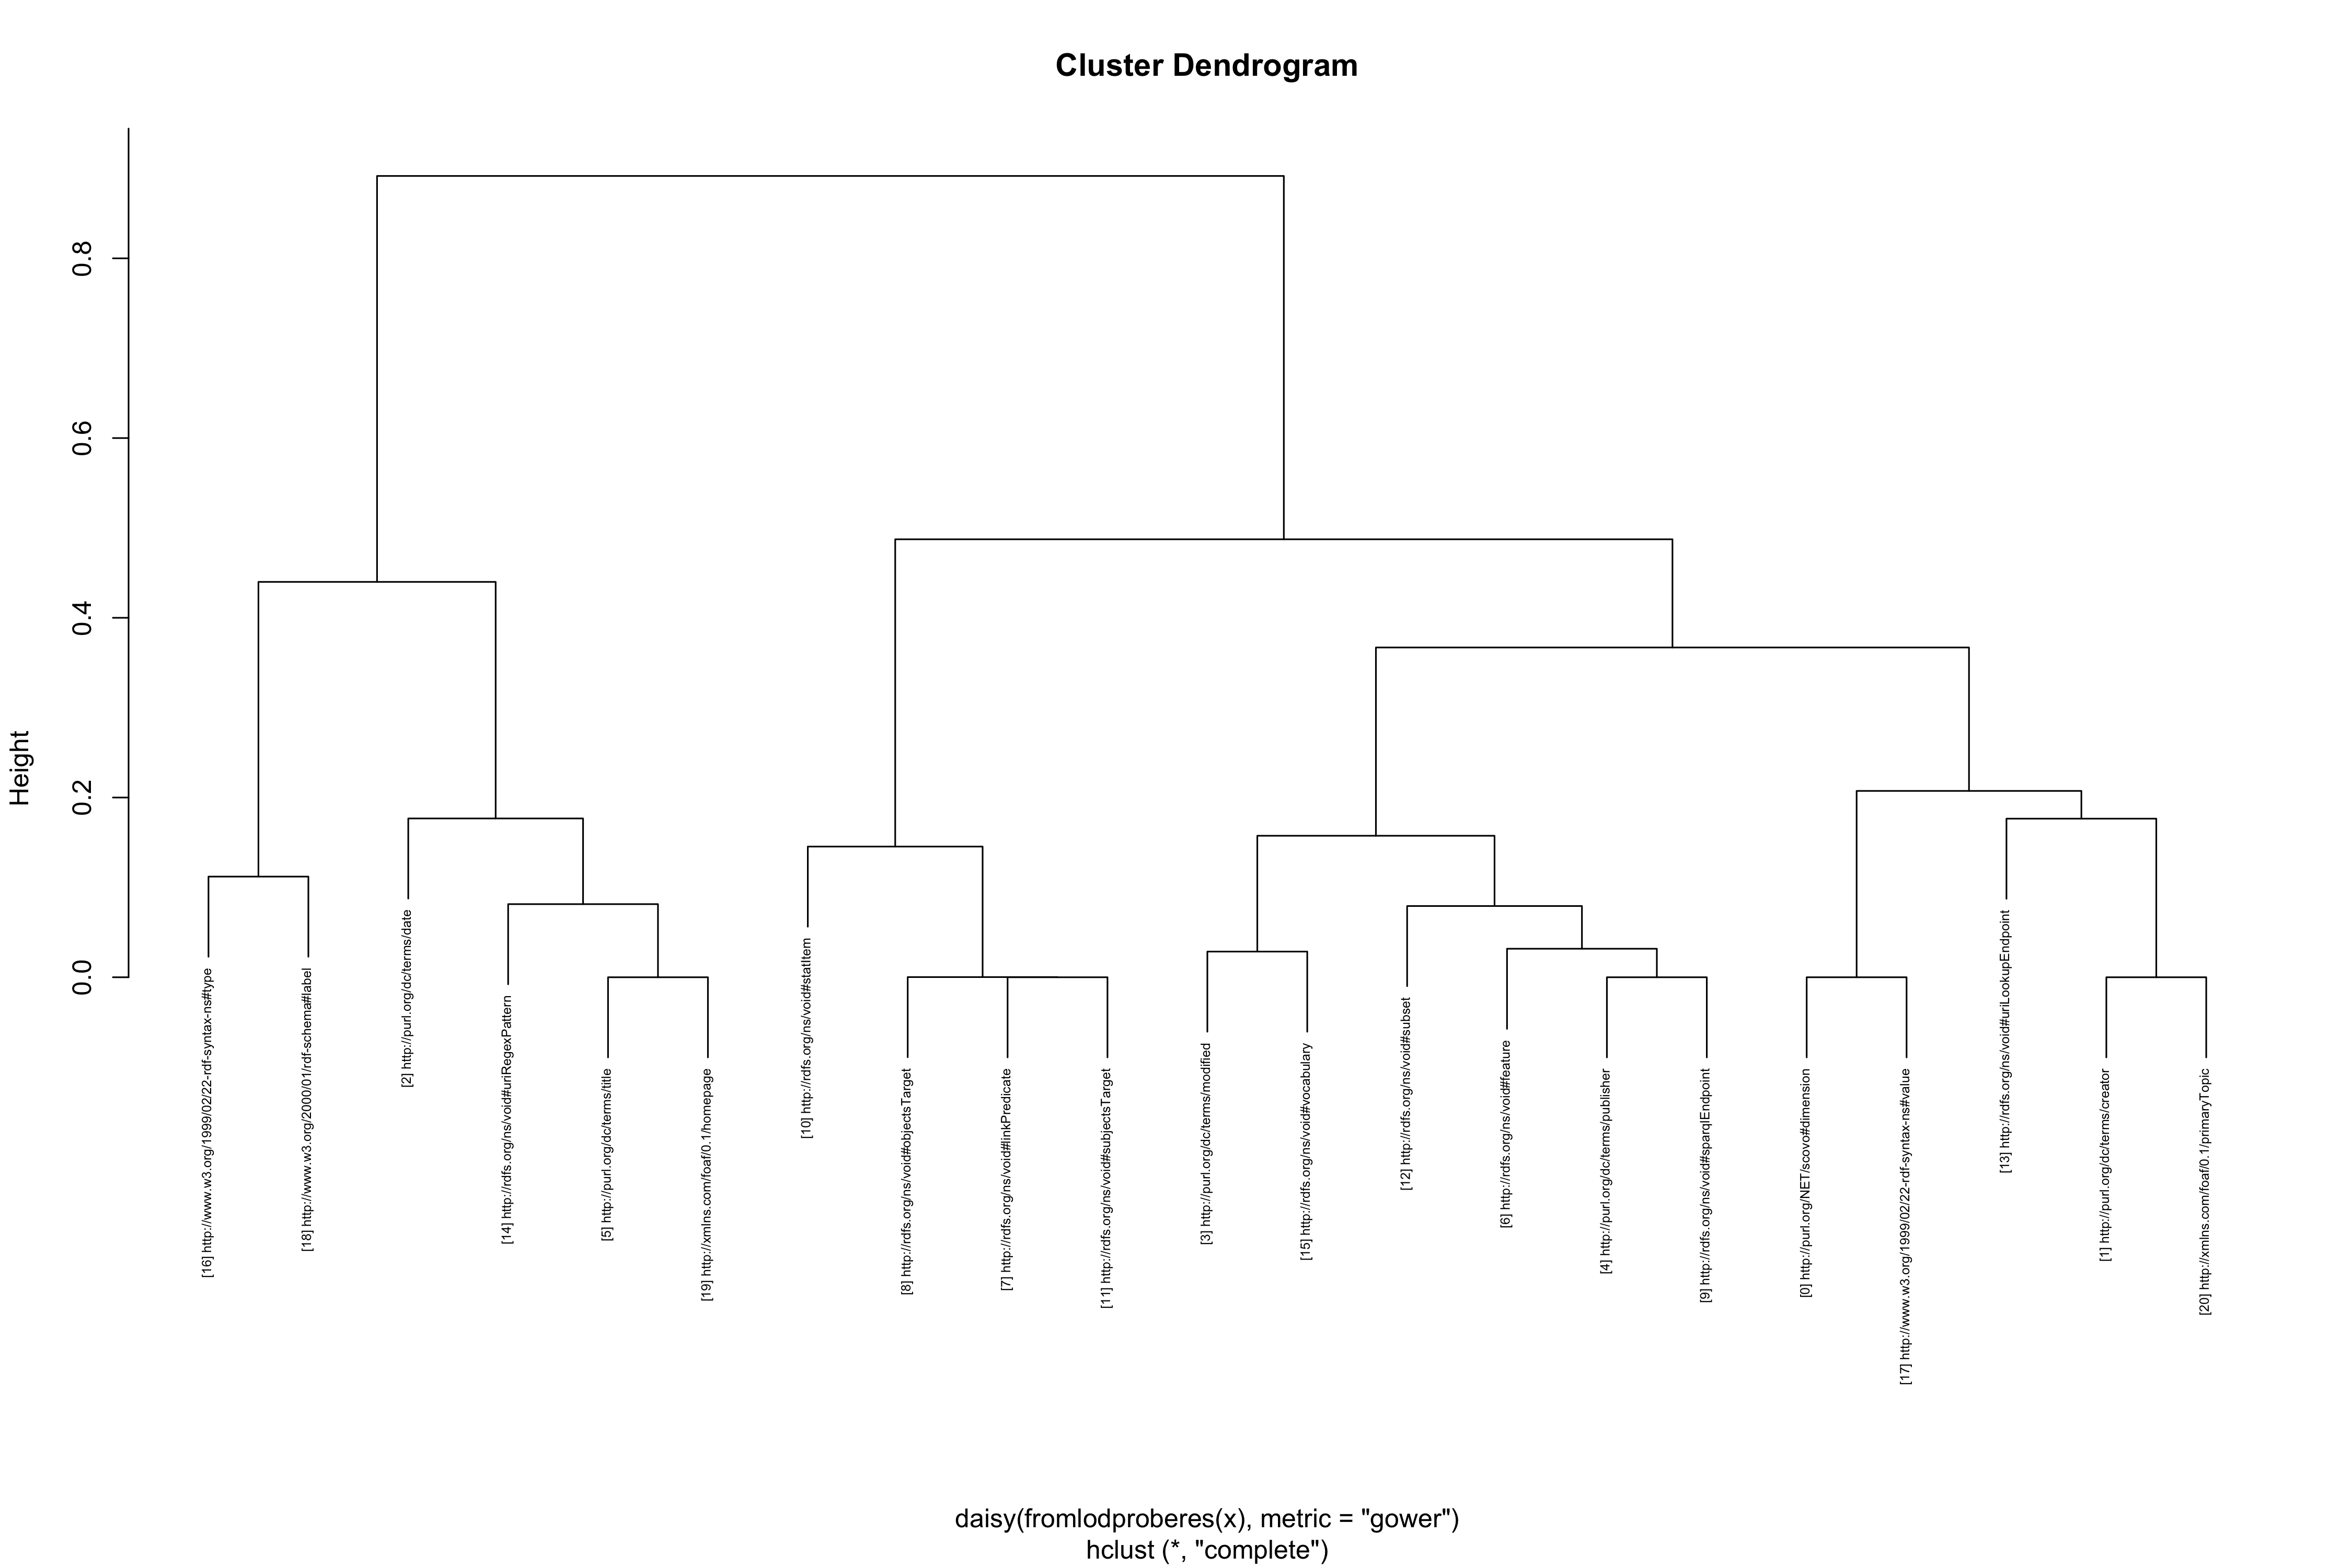 Cluster Dendrogram
Height
0.0
0.2
0.4
0.6
0.8
[16] http://www.w3.org/1999/02/22-rdf-syntax-ns#type
[18] http://www.w3.org/2000/01/rdf-schema#label
[2] http://purl.org/dc/terms/date
[14] http://rdfs.org/ns/void#uriRegexPattern
[5] http://purl.org/dc/terms/title
[19] http://xmlns.com/foaf/0.1/homepage
[10] http://rdfs.org/ns/void#statItem
[8] http://rdfs.org/ns/void#objectsTarget
[7] http://rdfs.org/ns/void#linkPredicate
[11] http://rdfs.org/ns/void#subjectsTarget
[3] http://purl.org/dc/terms/modified
[15] http://rdfs.org/ns/void#vocabulary
[12] http://rdfs.org/ns/void#subset
[6] http://rdfs.org/ns/void#feature
[4] http://purl.org/dc/terms/publisher
[9] http://rdfs.org/ns/void#sparqlEndpoint
[0] http://purl.org/NET/scovo#dimension
[17] http://www.w3.org/1999/02/22-rdf-syntax-ns#value
[13] http://rdfs.org/ns/void#uriLookupEndpoint
[1] http://purl.org/dc/terms/creator
[20] http://xmlns.com/foaf/0.1/primaryTopic
daisy(fromlodproberes(x), metric = "gower")
hclust (*, "complete")